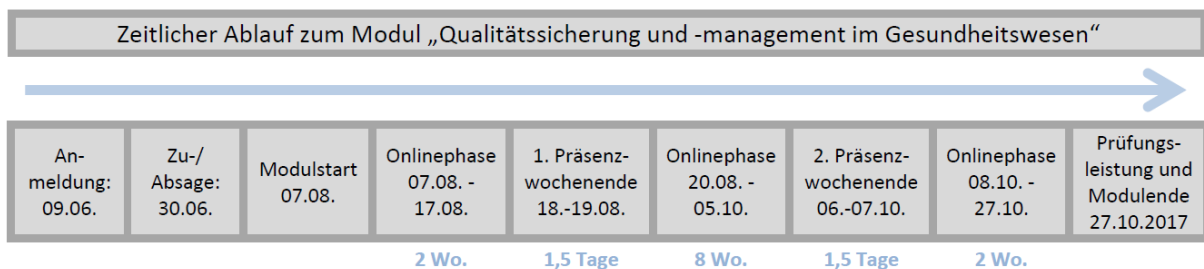 Zeitlicher Ablauf zum Modul „Qualitätssicherung und -management im Gesundheitswesen“
An-
meldung:
09.06.
Zu-/
Absage:
30.06.
Modulstart
07.08.
Onlinephase
07.08. -
17.08.
1. Präsenz-
wochenende
18.-19.08.
Onlinephase
20.08. -
05.10.
2. Präsenz-
wochenende
06.-07.10.
Onlinephase
08.10. -
27.10.
Prüfungs-
leistung und
Modulende
27.10.2017
2 Wo.
1,5 Tage
8 Wo.
1,5 Tage
2 Wo.